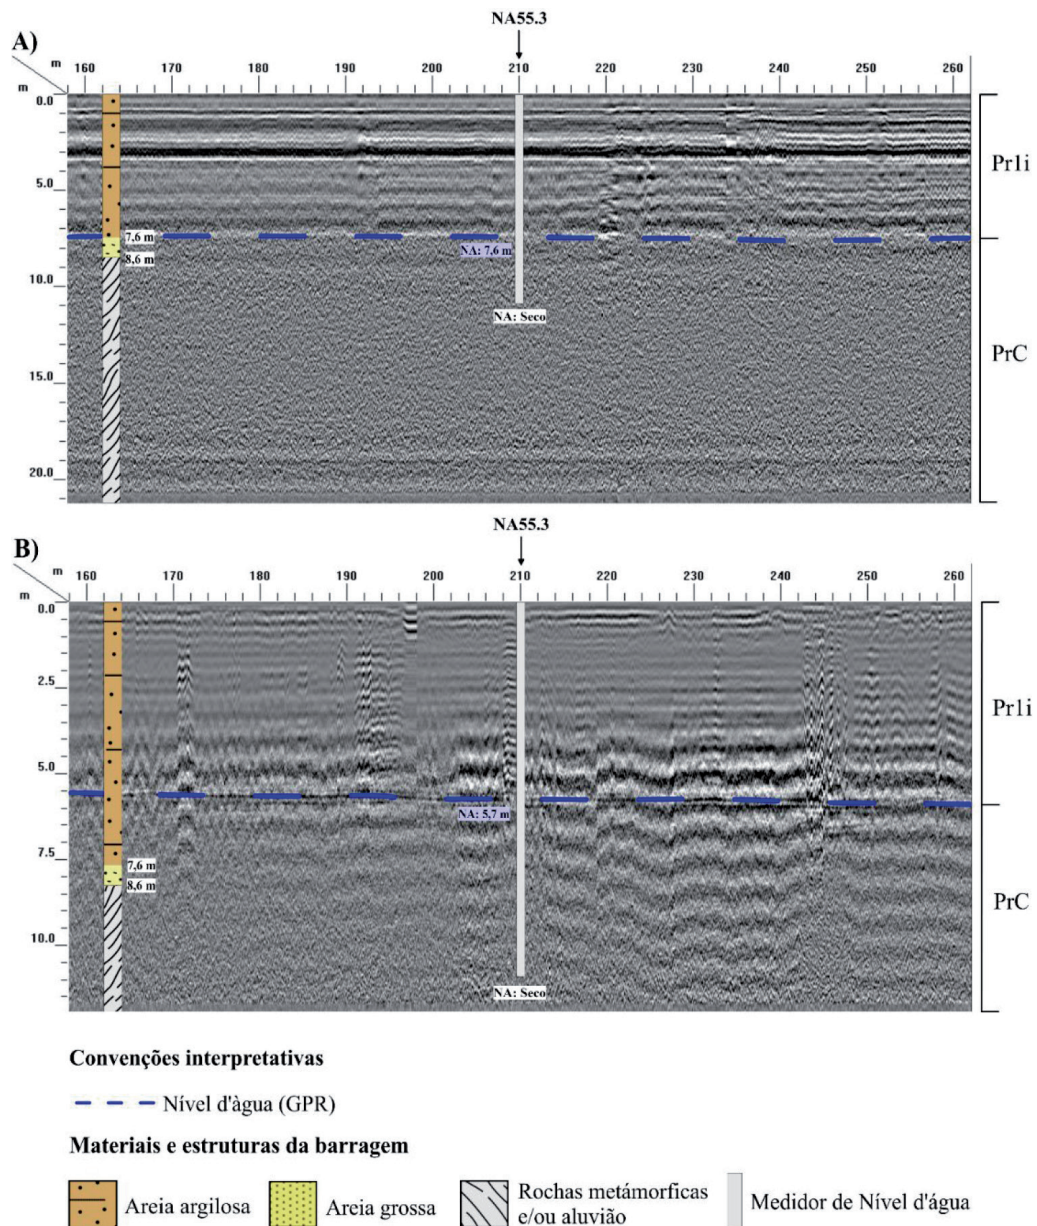 NA55.3
A)
m 160 170 180 190 200 210 220 230 240 250 260
m
0.0
Pr1i
5.0
7,6 m
NA: 7,6 m
8,6 m
10.0
NA: Seco
PrC
15.0
20.0
NA55.3
B)
m 160 170 180 190 200 210 220 230 240 250 260
m
0.0
2.5
Pr1i
5.0
NA: 5,7 m
7.5
7,6 m
8,6 m
PrC
10.0
NA: Seco
Convenções interpretativas
Nível d'àgua (GPR)
Materiais e estruturas da barragem
Areia argilosa
Areia grossa
Rochas metámorficas
e/ou aluvião
Medidor de Nível d'água